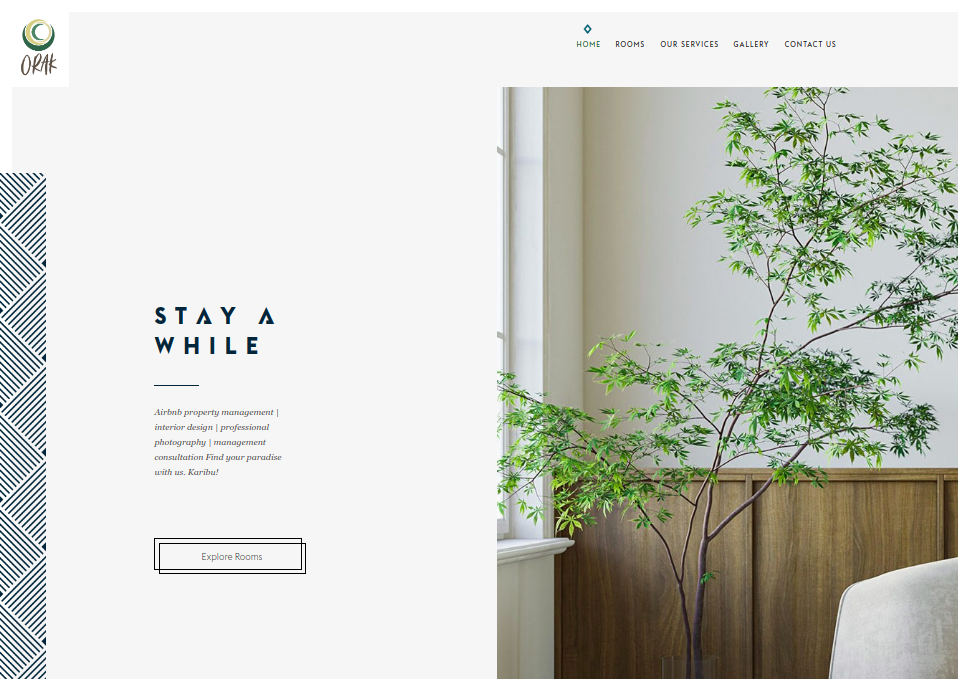 ORAK
HOME ROOMS OUR SERVICES GALLERY CONTACT US
STAY A
WHILE
Airbnb property management |
interior design | professional
photography | management
consultation Find your paradise
with us. Karibu!
Explore Rooms